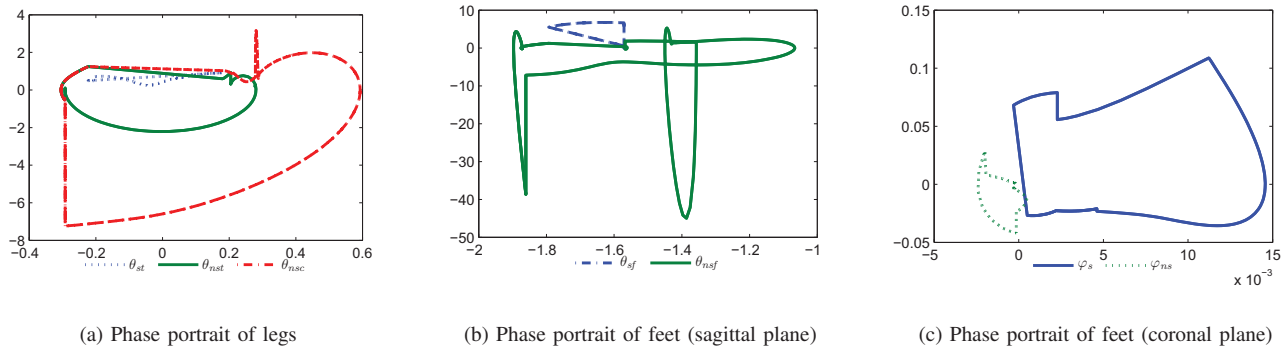 4
2
0
−2
−4
−6
−8
−0.4 −0.2 0 0.2 0.4 0.6
θst θnst θnsc
(a) Phase portrait of legs
10
0
−10
−20
−30
−40
−50
−2 −1.8 −1.6 −1.4 −1.2 −1
θsf θnsf
(b) Phase portrait of feet (sagittal plane)
0.15
0.1
0.05
0
−0.05
−5 0 5 10 15
x 10⁻³
φs φns
(c) Phase portrait of feet (coronal plane)